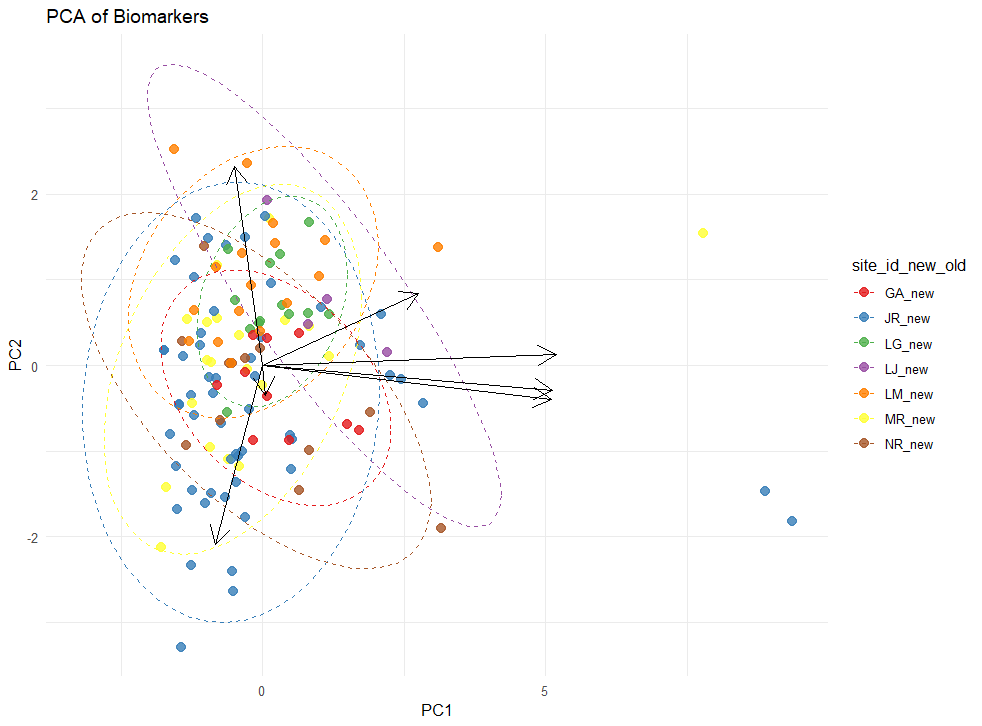 PCA of Biomarkers
PC2
2
0
-2
0
5
PC1
site_id_new_old
GA_new
JR_new
LG_new
LJ_new
LM_new
MR_new
NR_new